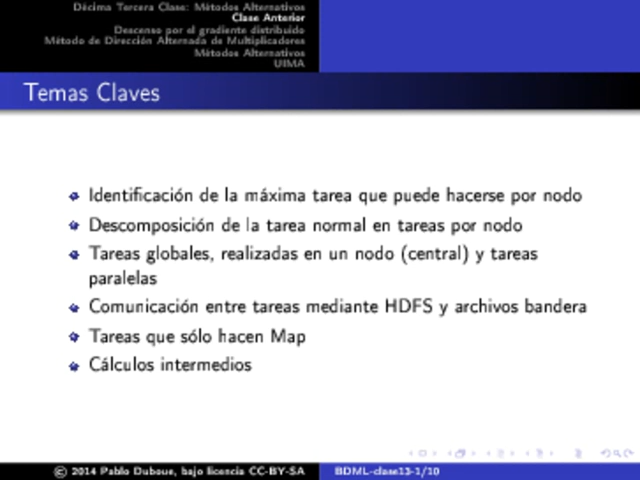 Décima Tercera Clase: Métodos Alternativos
Clase Anterior
Descenso por el gradiente distribuido
Método de Dirección Alternada de Multiplicadores
Métodos Alternativos
UIMA
Temas Claves
Identificación de la máxima tarea que puede hacerse por nodo
Descomposición de la tarea normal en tareas por nodo
Tareas globales, realizadas en un nodo (central) y tareas
paralelas
Comunicación entre tareas mediante HDFS y archivos bandera
Tareas que sólo hacen Map
Cálculos intermedios
© 2014 Pablo Duboue, bajo licencia CC-BY-SA
BDML-clase13-1/10